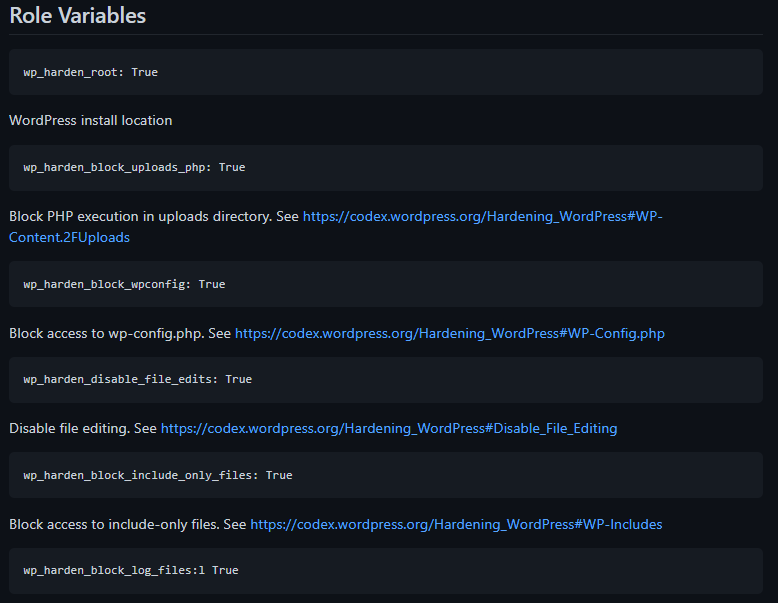 Role Variables
wp_harden_root: True
WordPress install location
wp_harden_block_uploads_php: True
Block PHP execution in uploads directory. See https://codex.wordpress.org/Hardening_WordPress#WP-
Content.2FUploads
wp_harden_block_wpconfig: True
Block access to wp-config.php. See https://codex.wordpress.org/Hardening_WordPress#WP-Config.php
wp_harden_disable_file_edits: True
Disable file editing. See https://codex.wordpress.org/Hardening_WordPress#Disable_File_Editing
wp_harden_block_include_only_files: True
Block access to include-only files. See https://codex.wordpress.org/Hardening_WordPress#WP-Includes
wp_harden_block_log_files:l True